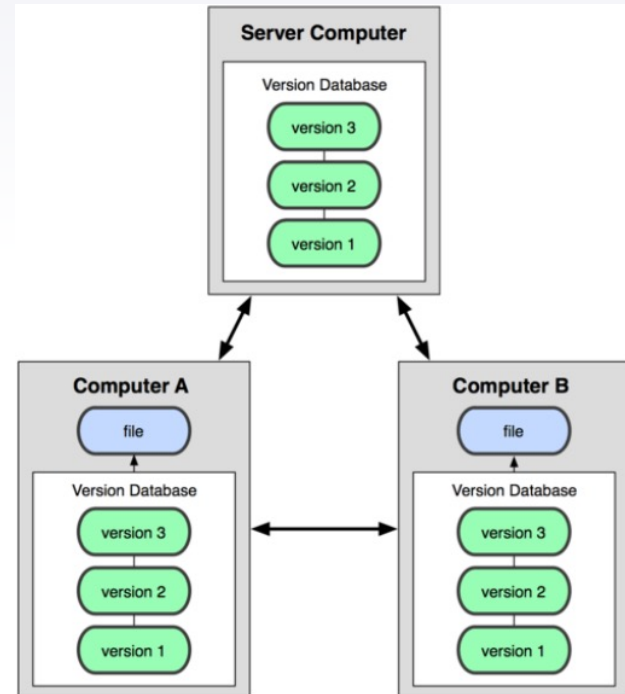 Server Computer
Version Database
version 3
version 2
version 1
Computer A
file
Version Database
version 3
version 2
version 1
Computer B
file
Version Database
version 3
version 2
version 1